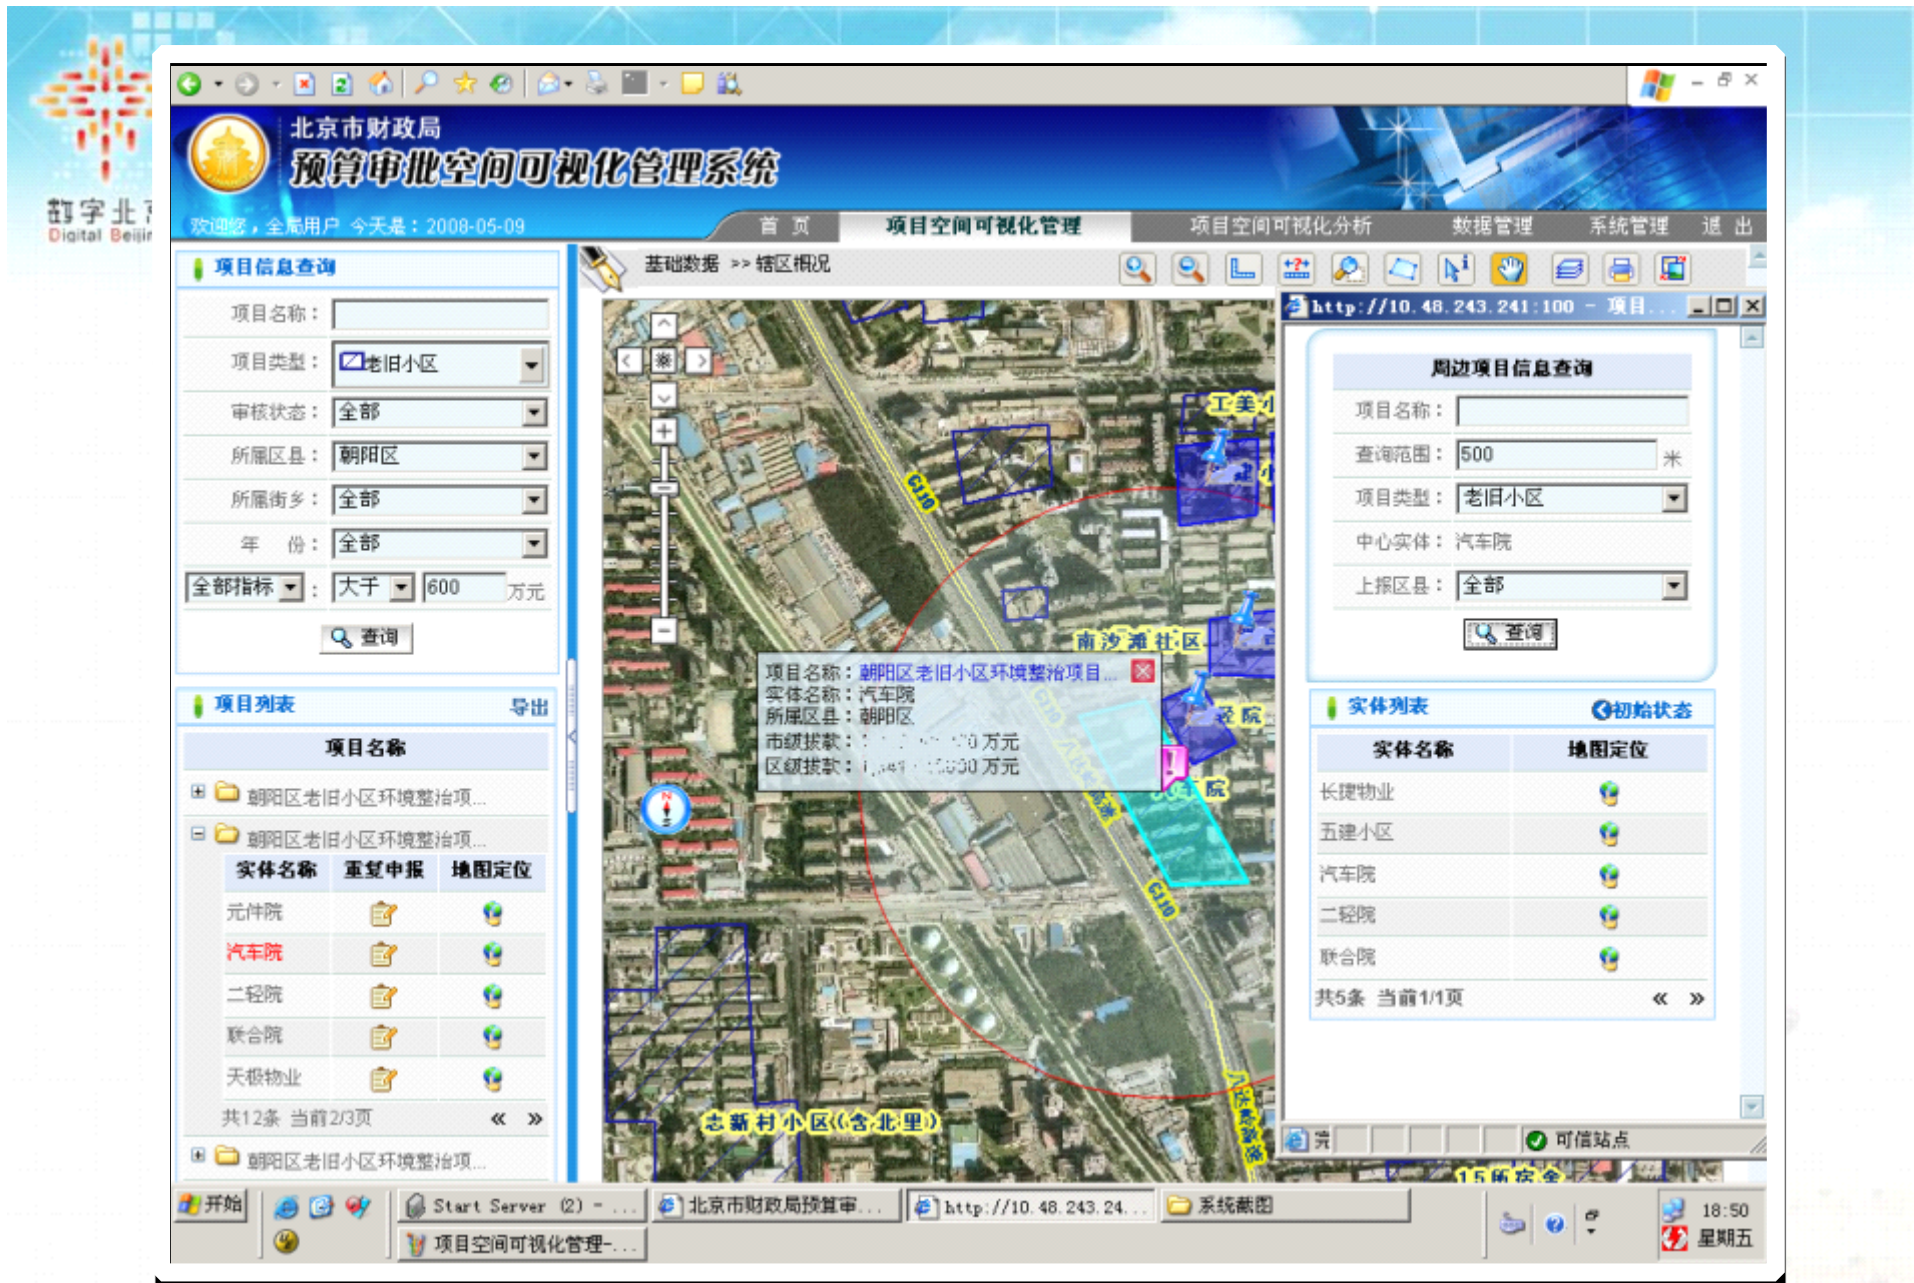 数字北
Digital Beijin
北京市财政局
预算审批空间可视化管理系统
欢迎您，全局用户 今天是：2008-05-09
首 页
项目空间可视化管理
项目空间可视化分析
数据管理
系统管理
退 出
项目信息查询
项目名称：
项目类型：
老旧小区
审核状态：
全部
所属区县：
朝阳区
所属街乡：
全部
年 份：
全部
全部指标
：
大于
600
万元
查询
项目列表
导出
项目名称
朝阳区老旧小区环境整治项...
朝阳区老旧小区环境整治项...
实体名称 重复申报 地图定位
元件院
汽车院
二轻院
联合院
天极物业
共12条 当前2/3页 « »
朝阳区老旧小区环境整治项...
基础数据 >> 辖区概况
工美小
G110
南沙滩社区
项目名称：朝阳区老旧小区环境整治项目...
实体名称：汽车院
所属区县：朝阳区
市级拨款：
万元
区级拨款：
万元
G110
轻院
车院
G110
志新村小区(含北里)
15所宿舍
http://10.48.243.241:100 - 项目...
周边项目信息查询
项目名称：
查询范围：
500
米
项目类型：
老旧小区
中心实体：汽车院
上报区县：
全部
查询
实体列表
初始状态
实体名称 地图定位
长捷物业
五建小区
汽车院
二轻院
联合院
共5条 当前1/1页 « »
完
可信站点
开始
Start Server (2) - ...
北京市财政局预算审...
http://10.48.243.24...
系统截图
项目空间可视化管理-...
18:50
星期五